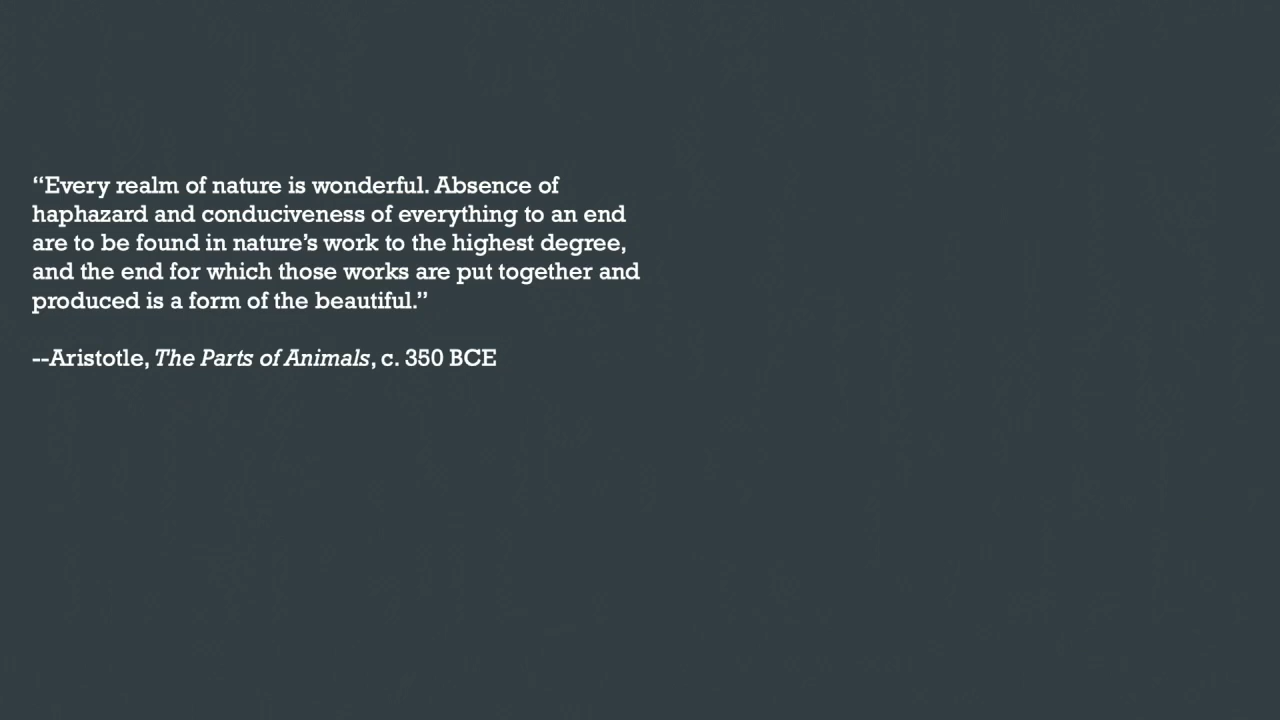 “Every realm of nature is wonderful. Absence of
haphazard and conduciveness of everything to an end
are to be found in nature’s work to the highest degree,
and the end for which those works are put together and
produced is a form of the beautiful.”
--Aristotle, The Parts of Animals, c. 350 BCE